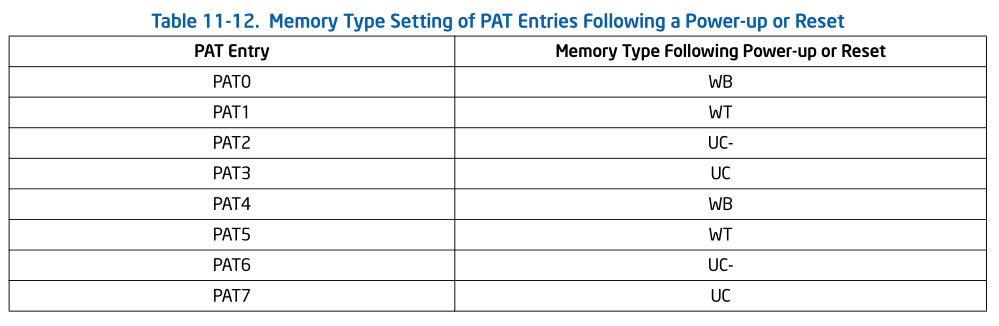 Table 11-12. Memory Type Setting of PAT Entries Following a Power-up or Reset
PAT Entry Memory Type Following Power-up or Reset
PAT0 WB
PAT1 WT
PAT2 UC-
PAT3 UC
PAT4 WB
PAT5 WT
PAT6 UC-
PAT7 UC